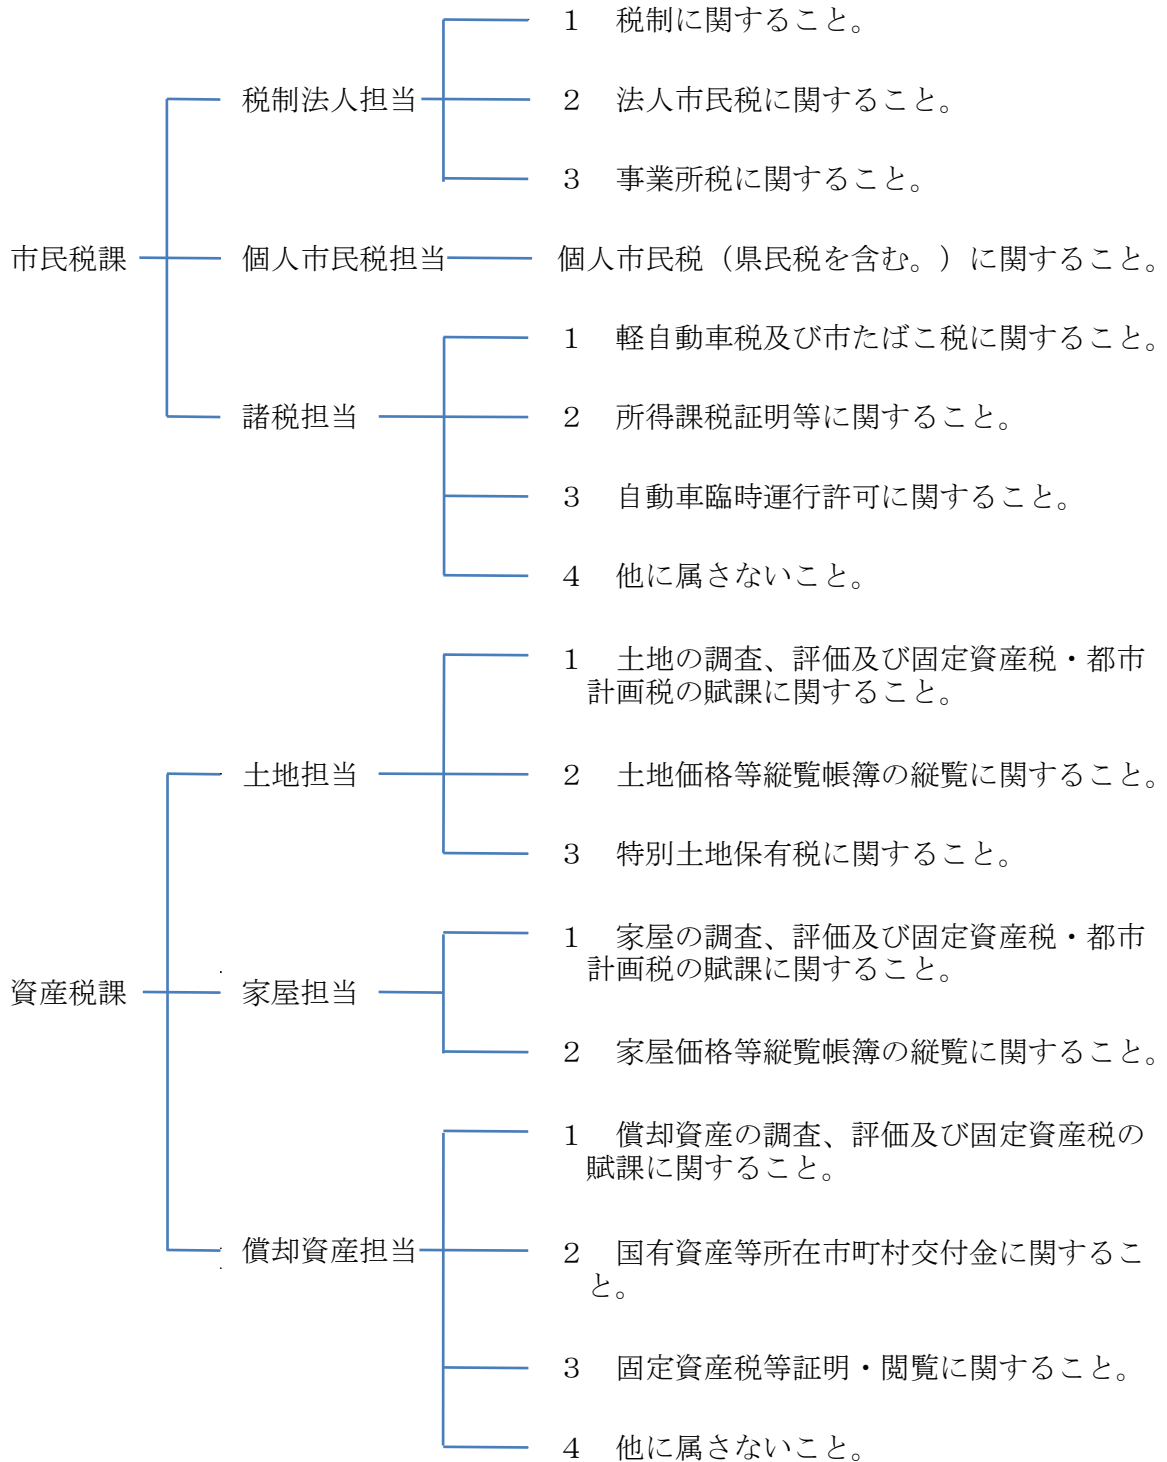 市民税課
税制法人担当
１　税制に関すること。
２　法人市民税に関すること。
３　事業所税に関すること。
個人市民税担当
個人市民税（県民税を含む。）に関すること。
諸税担当
１　軽自動車税及び市たばこ税に関すること。
２　所得課税証明等に関すること。
３　自動車臨時運行許可に関すること。
４　他に属さないこと。
資産税課
土地担当
１　土地の調査、評価及び固定資産税・都市
計画税の賦課に関すること。
２　土地価格等縦覧帳簿の縦覧に関すること。
３　特別土地保有税に関すること。
家屋担当
１　家屋の調査、評価及び固定資産税・都市
計画税の賦課に関すること。
２　家屋価格等縦覧帳簿の縦覧に関すること。
償却資産担当
１　償却資産の調査、評価及び固定資産税の
賦課に関すること。
２　国有資産等所在市町村交付金に関するこ
と。
３　固定資産税等証明・閲覧に関すること。
４　他に属さないこと。